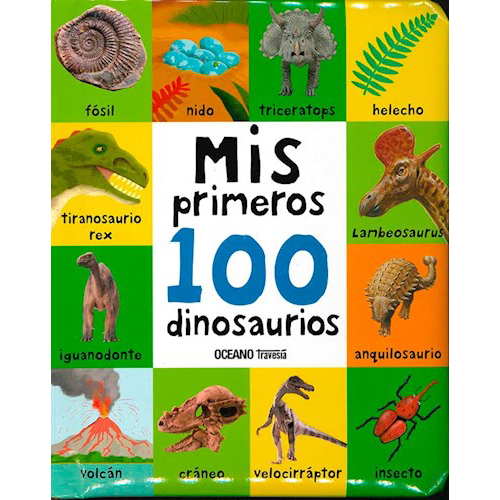 fósil
nido
triceratops
helecho
Mis
primeros
100
dinosaurios
OCEANO travesía
tiranosaurio
rex
Lambeosaurus
iguanodonte
anquilosaurio
volcán
cráneo
velocirráptor
insecto